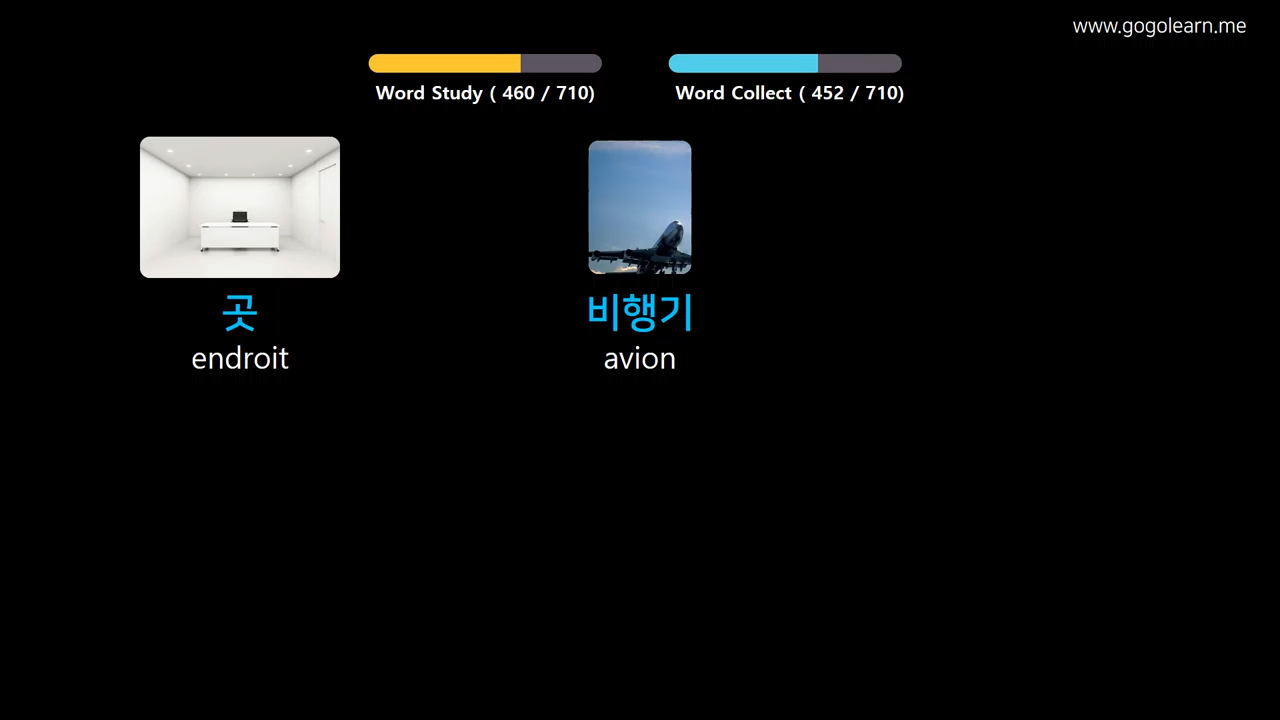 www.gogolearn.me
Word Study ( 460 / 710)
Word Collect ( 452 / 710)
곳
endroit
비행기
avion